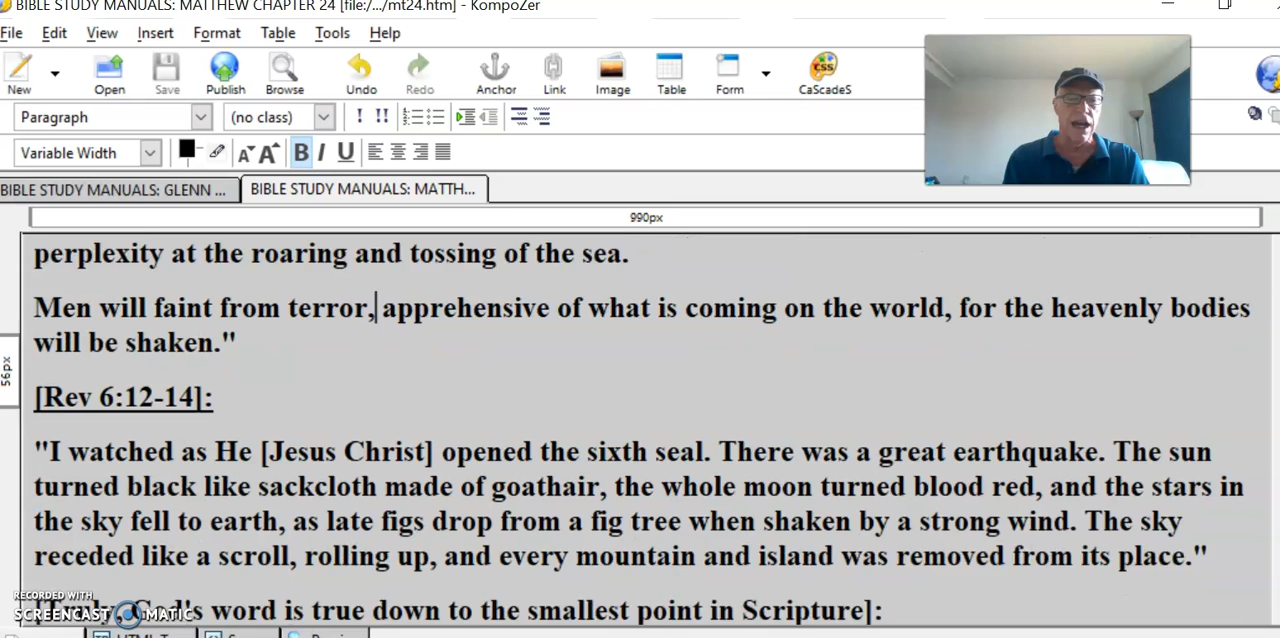 BIBLE STUDY MANUALS: MATTHEW CHAPTER 24 [file:/.../mt24.htm] - KompoZer
File Edit View Insert Format Table Tools Help
New Open Save Publish Browse Undo Redo Anchor Link Image Table Form CaScadeS
Paragraph (no class) ! !!
Variable Width A A B I U
BIBLE STUDY MANUALS: GLENN ... BIBLE STUDY MANUALS: MATTH...
990px
56px
perplexity at the roaring and tossing of the sea.
Men will faint from terror, apprehensive of what is coming on the world, for the heavenly bodies
will be shaken."
[Rev 6:12-14]:
"I watched as He [Jesus Christ] opened the sixth seal. There was a great earthquake. The sun
turned black like sackcloth made of goathair, the whole moon turned blood red, and the stars in
the sky fell to earth, as late figs drop from a fig tree when shaken by a strong wind. The sky
receded like a scroll, rolling up, and every mountain and island was removed from its place."
RECORDED WITH
SCREENCAST MATIC
God's word is true down to the smallest point in Scripture]: